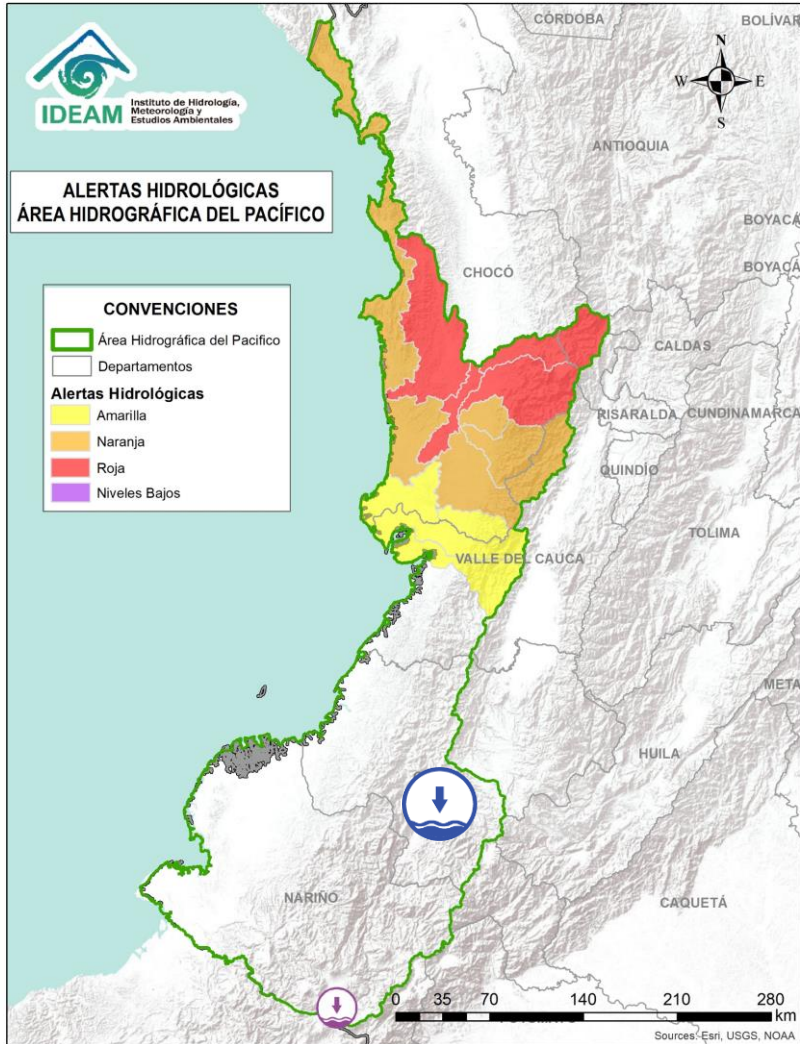 CÓRDOBA
BOLÍVAR
N
W E
S
IDEAM Instituto de Hidrología,
Meteorología y
Estudios Ambientales
ANTIOQUIA
ALERTAS HIDROLÓGICAS
ÁREA HIDROGRÁFICA DEL PACÍFICO
BOYACÁ
BOYACÁ
CHOCÓ
CONVENCIONES
Área Hidrográfica del Pacífico
Departamentos
Alertas Hidrológicas
Amarilla
Naranja
Roja
Niveles Bajos
CALDAS
RISARALDA
CUNDINAMARCA
QUINDÍO
TOLIMA
VALLE DEL CAUCA
META
HUILA
NARIÑO
CAQUETÁ
0 35 70 140 210 280
km
Sources: Esri, USGS, NOAA